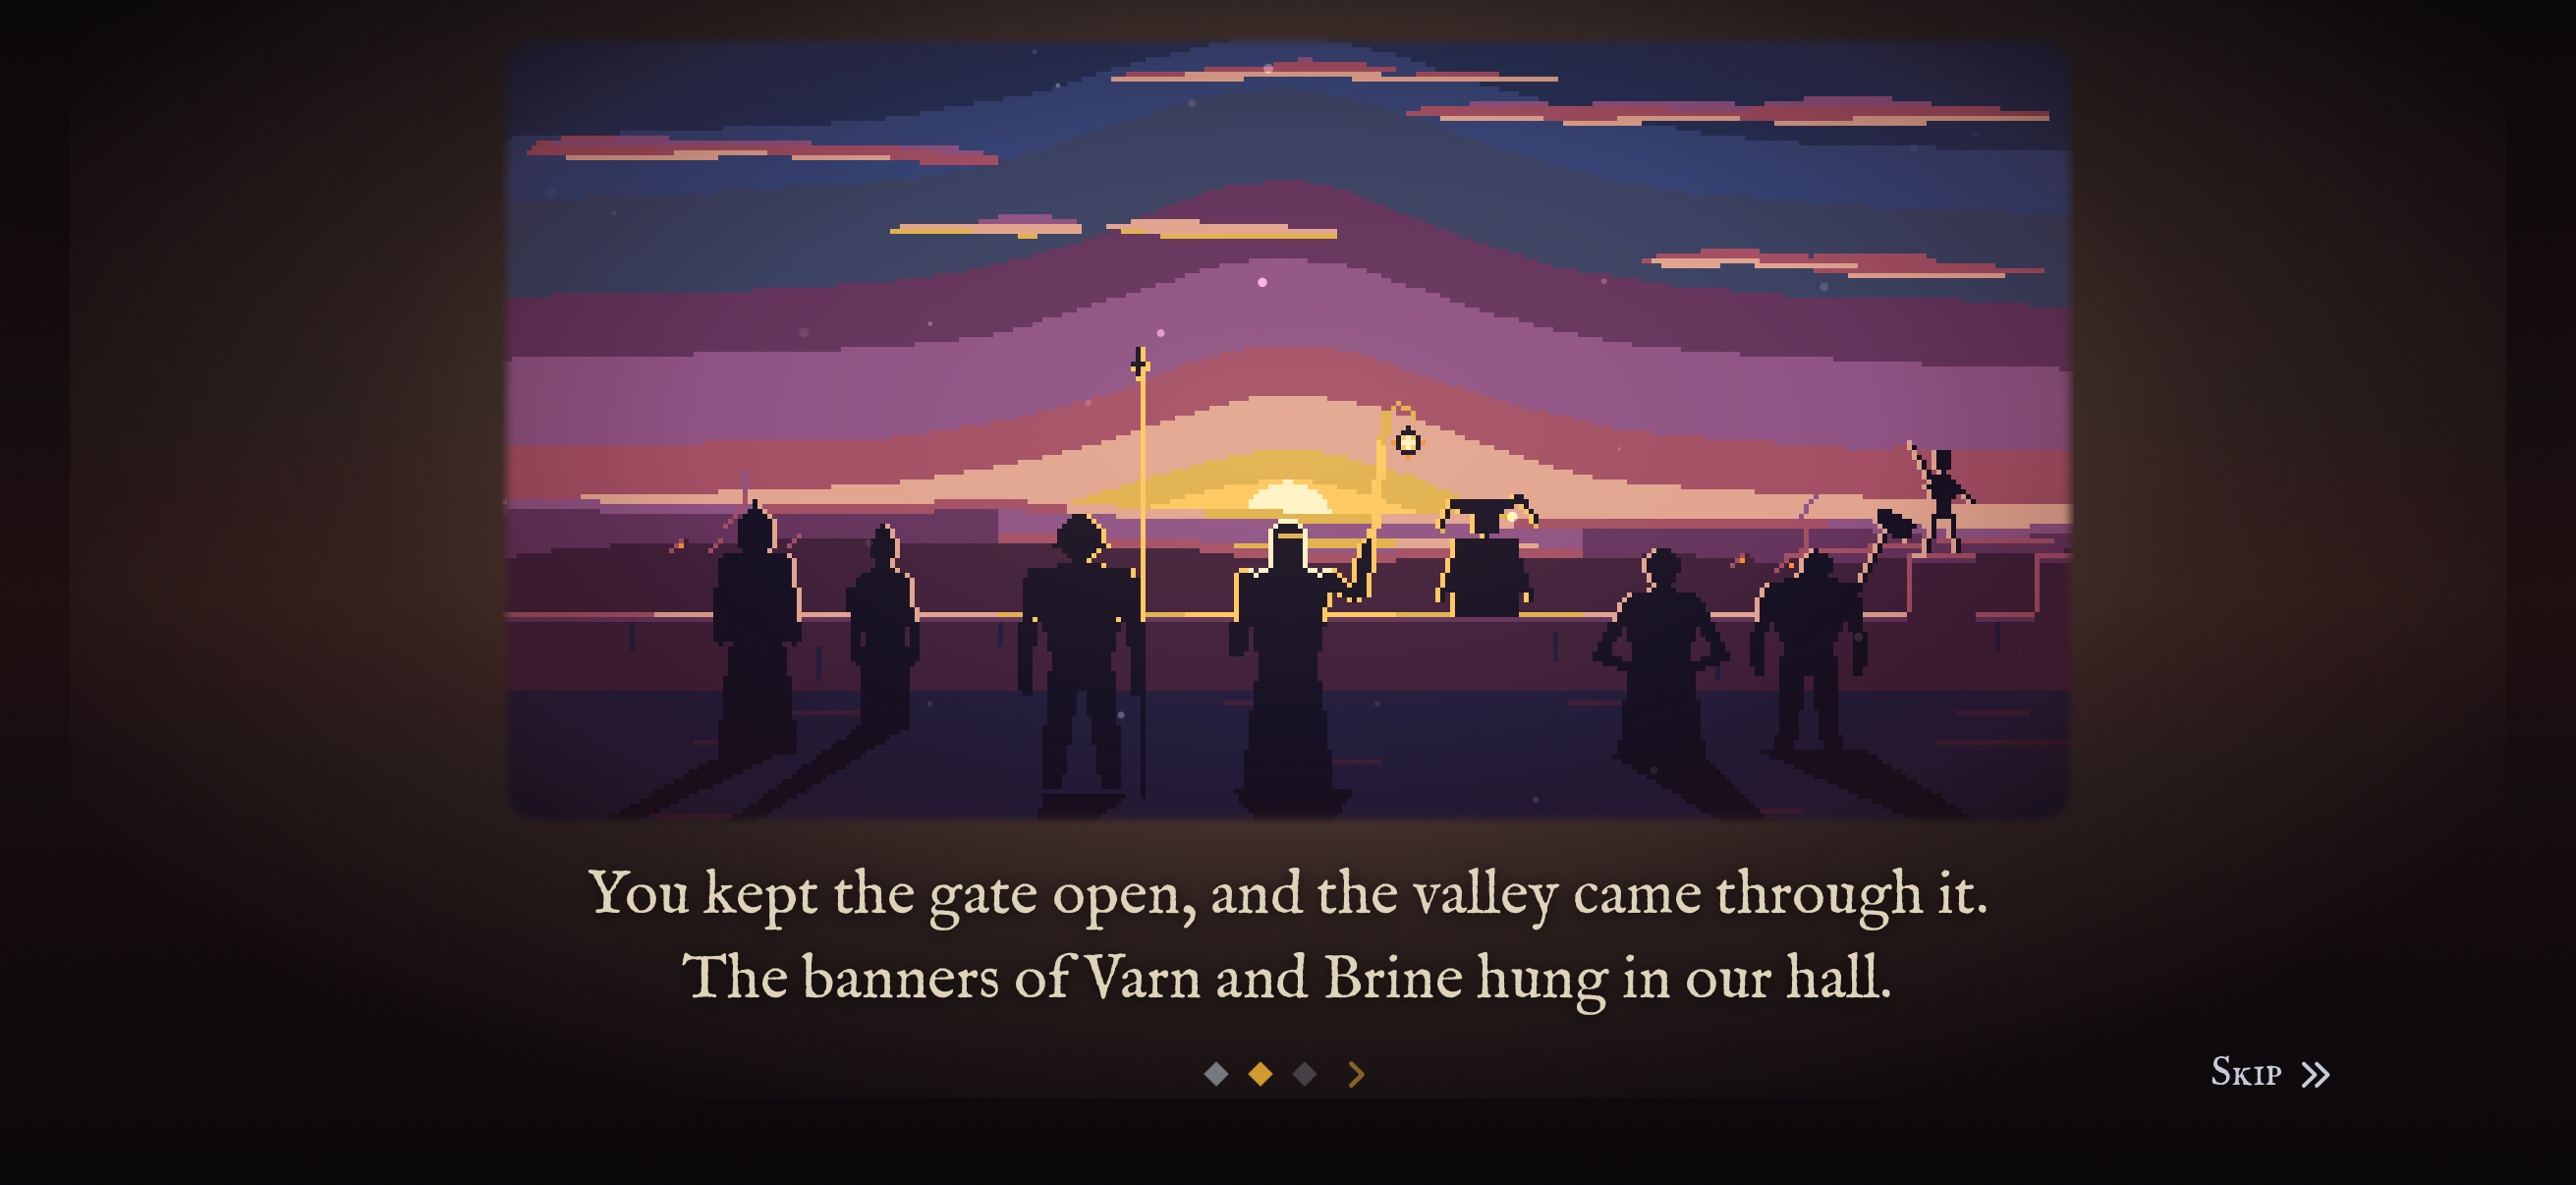 You kept the gate open, and the valley came through it.
The banners of Varn and Brine hung in our hall.
Skip